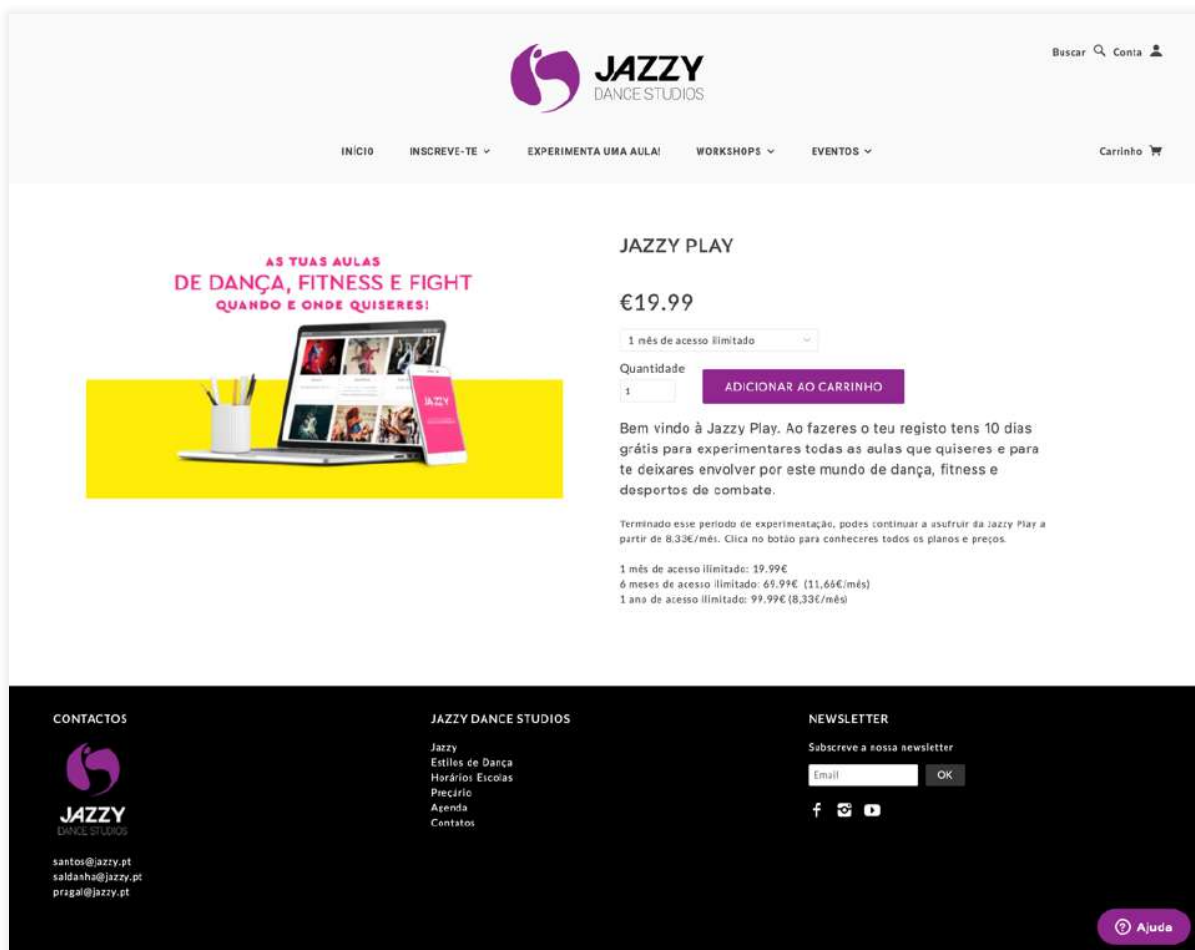 JAZZY
DANCE STUDIOS
Buscar
Conta
INÍCIO
INSCREVE-TE
EXPERIMENTA UMA AULA!
WORKSHOPS
EVENTOS
Carrinho
AS TUAS AULAS
DE DANÇA, FITNESS E FIGHT
QUANDO E ONDE QUISERES!
JAZZY
JAZZY PLAY
€19.99
1 mês de acesso ilimitado
Quantidade
1
ADICIONAR AO CARRINHO
Bem vindo à Jazzy Play. Ao fazeres o teu registo tens 10 dias
grátis para experimentares todas as aulas que quiseres e para
te deixares envolver por este mundo de dança, fitness e
desportos de combate.
Terminado esse período de experimentação, podes continuar a usufruir da Jazzy Play a
partir de 8.33€/mês. Clica no botão para conheceres todos os planos e preços.
1 mês de acesso ilimitado: 19.99€
6 meses de acesso ilimitado: 69.99€ (11,66€/mês)
1 ano de acesso ilimitado: 99.99€ (8,33€/mês)
CONTACTOS
JAZZY
DANCE STUDIOS
santos@jazzy.pt
saldanha@jazzy.pt
pragal@jazzy.pt
JAZZY DANCE STUDIOS
Jazzy
Estilos de Dança
Horários Escolas
Preçário
Agenda
Contatos
NEWSLETTER
Subscreve a nossa newsletter
Email
OK
Ajuda